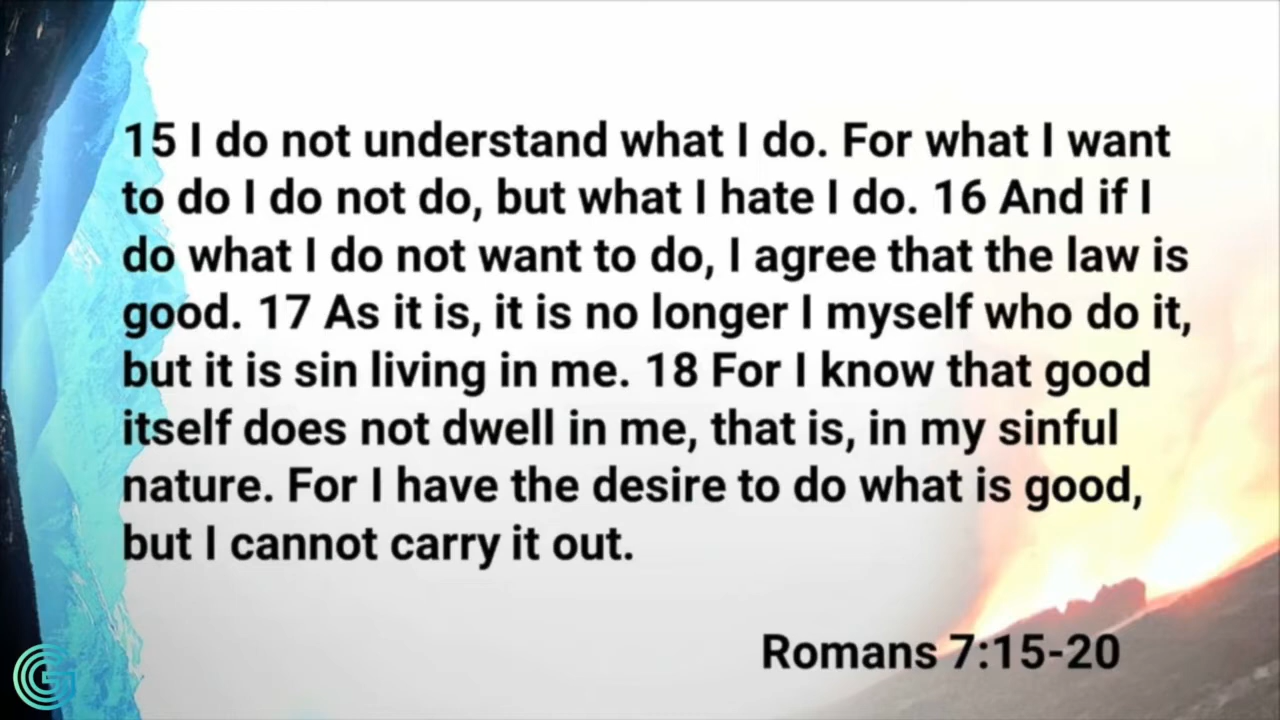 15 I do not understand what I do. For what I want
to do I do not do, but what I hate I do. 16 And if I
do what I do not want to do, I agree that the law is
good. 17 As it is, it is no longer I myself who do it,
but it is sin living in me. 18 For I know that good
itself does not dwell in me, that is, in my sinful
nature. For I have the desire to do what is good,
but I cannot carry it out.
Romans 7:15-20